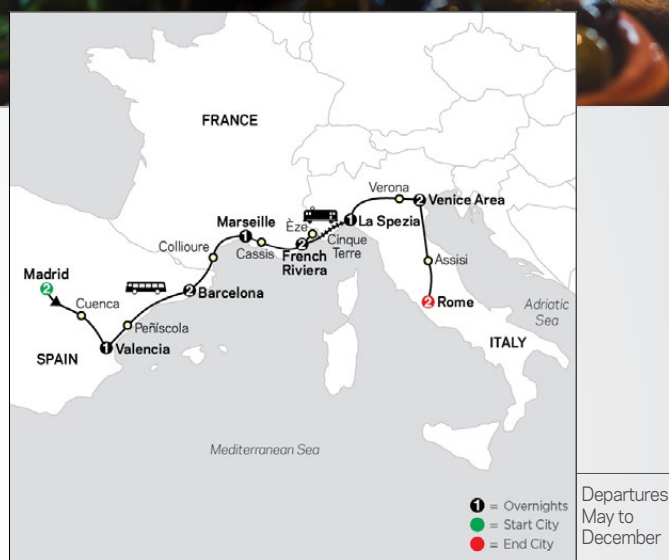 FRANCE
Verona
2 Venice Area
Marseille
1
Èze
1 La Spezia
Collioure
Cassis
2
French
Riviera
Cinque
Terre
Madrid
2
Assisi
Cuenca
2 Barcelona
2 Rome
Adriatic
Sea
Peñíscola
SPAIN
1 Valencia
ITALY
Mediterranean Sea
1 = Overnights
= Start City
= End City
Departures
May to
December